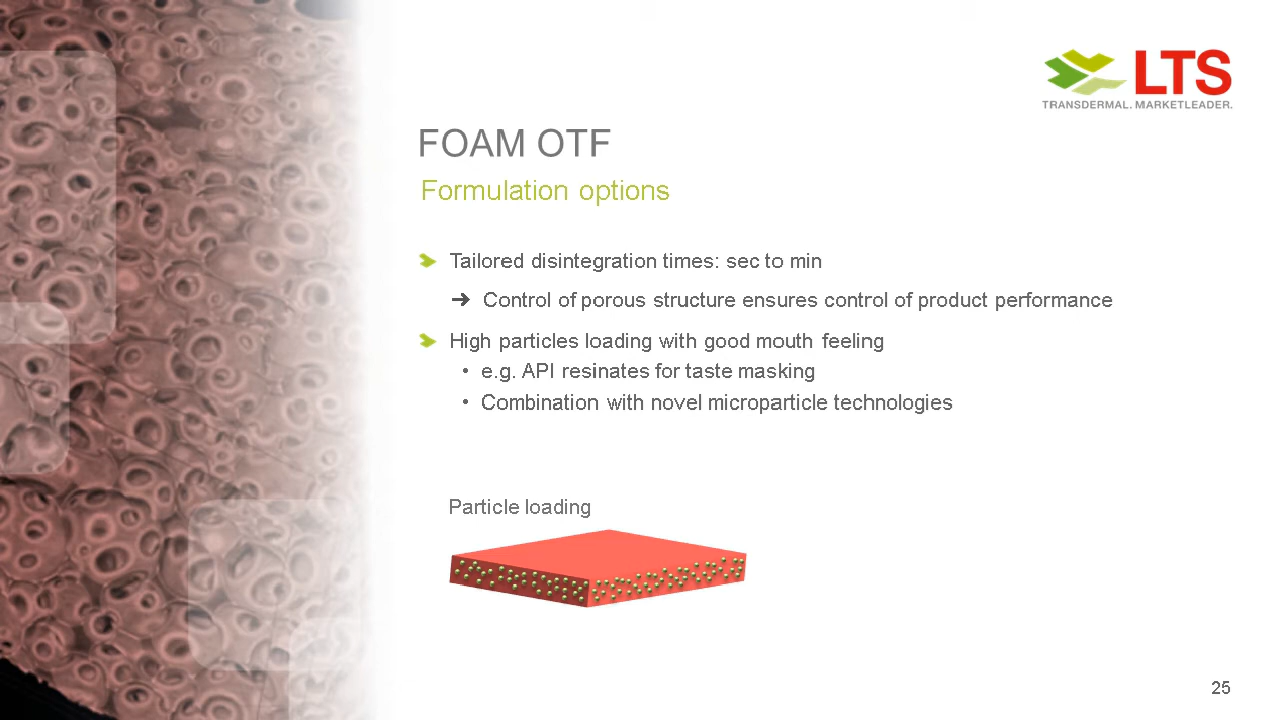 LTS
TRANSDERMAL. MARKETLEADER.
FOAM OTF
Formulation options
Tailored disintegration times: sec to min
➔ Control of porous structure ensures control of product performance
High particles loading with good mouth feeling
• e.g. API resinates for taste masking
• Combination with novel microparticle technologies
Particle loading
25